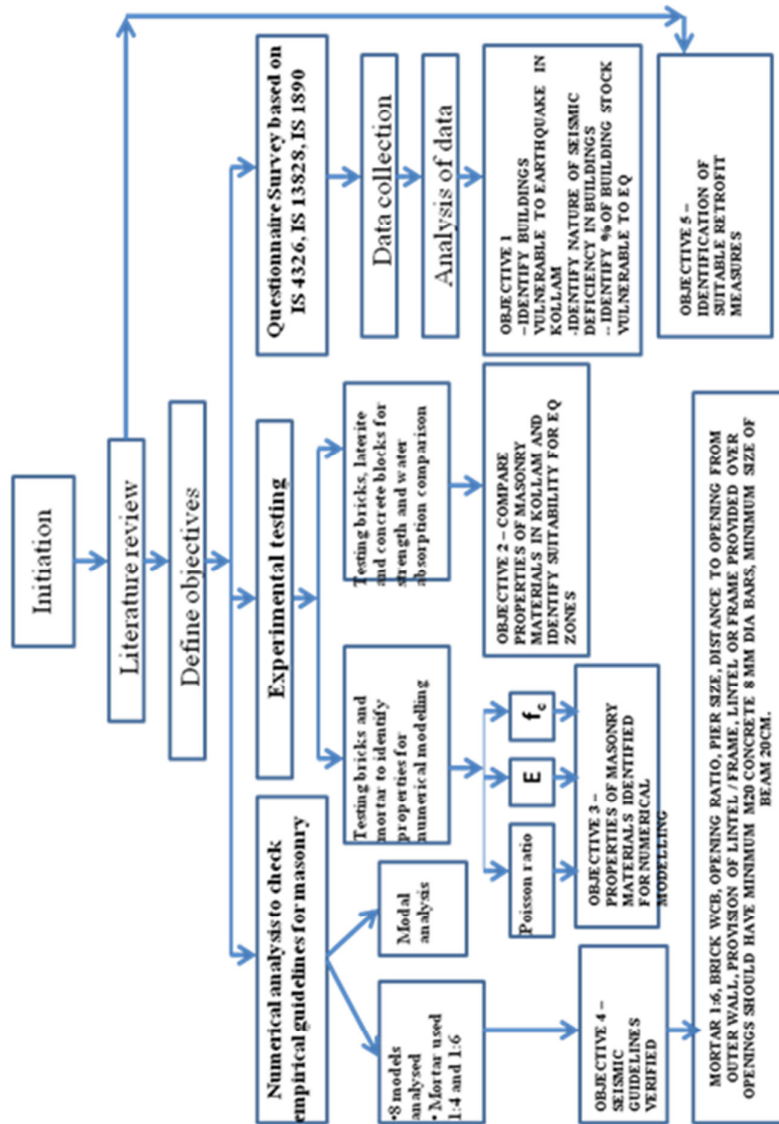 Initiation
Literature review
Define objectives
Numerical analysis to check
empirical guidelines for masonry
•8 models
analysed
• Mortar used
1:4 and 1:6
Modal
analysis
OBJECTIVE 4 –
SEISMIC
GUIDELINES
VERIFIED
MORTAR 1:6, BRICK WCB, OPENING RATIO, PIER SIZE, DISTANCE TO OPENING FROM
OUTER WALL, PROVISION OF LINTEL / FRAME, LINTEL OR FRAME PROVIDED OVER
OPENINGS SHOULD HAVE MINIMUM M20 CONCRETE 8 MM DIA BARS, MINIMUM SIZE OF
BEAM 20CM.
Experimental testing
Testing bricks and
mortar to identify
properties for
numerical modelling
Poisson ratio
E
fc
OBJECTIVE 3 –
PROPERTIES OF MASONRY
MATERIALS IDENTIFIED
FOR NUMERICAL
MODELLING
Testing bricks, laterite
and concrete blocks for
strength and water
absorption comparison
OBJECTIVE 2 – COMPARE
PROPERTIES OF MASONRY
MATERIALS IN KOLLAM AND
IDENTIFY SUITABILITY FOR EQ
ZONES
Questionnaire Survey based on
IS 4326, IS 13828, IS 1890
Data collection
Analysis of data
OBJECTIVE 1
–IDENTIFY BUILDINGS
VULNERABLE TO EARTHQUAKE IN
KOLLAM
-IDENTIFY NATURE OF SEISMIC
DEFICIENCY IN BUILDINGS
-- IDENTIFY % OF BUILDING STOCK
VULNERABLE TO EQ
OBJECTIVE 5 –
IDENTIFICATION OF
SUITABLE RETROFIT
MEASURES